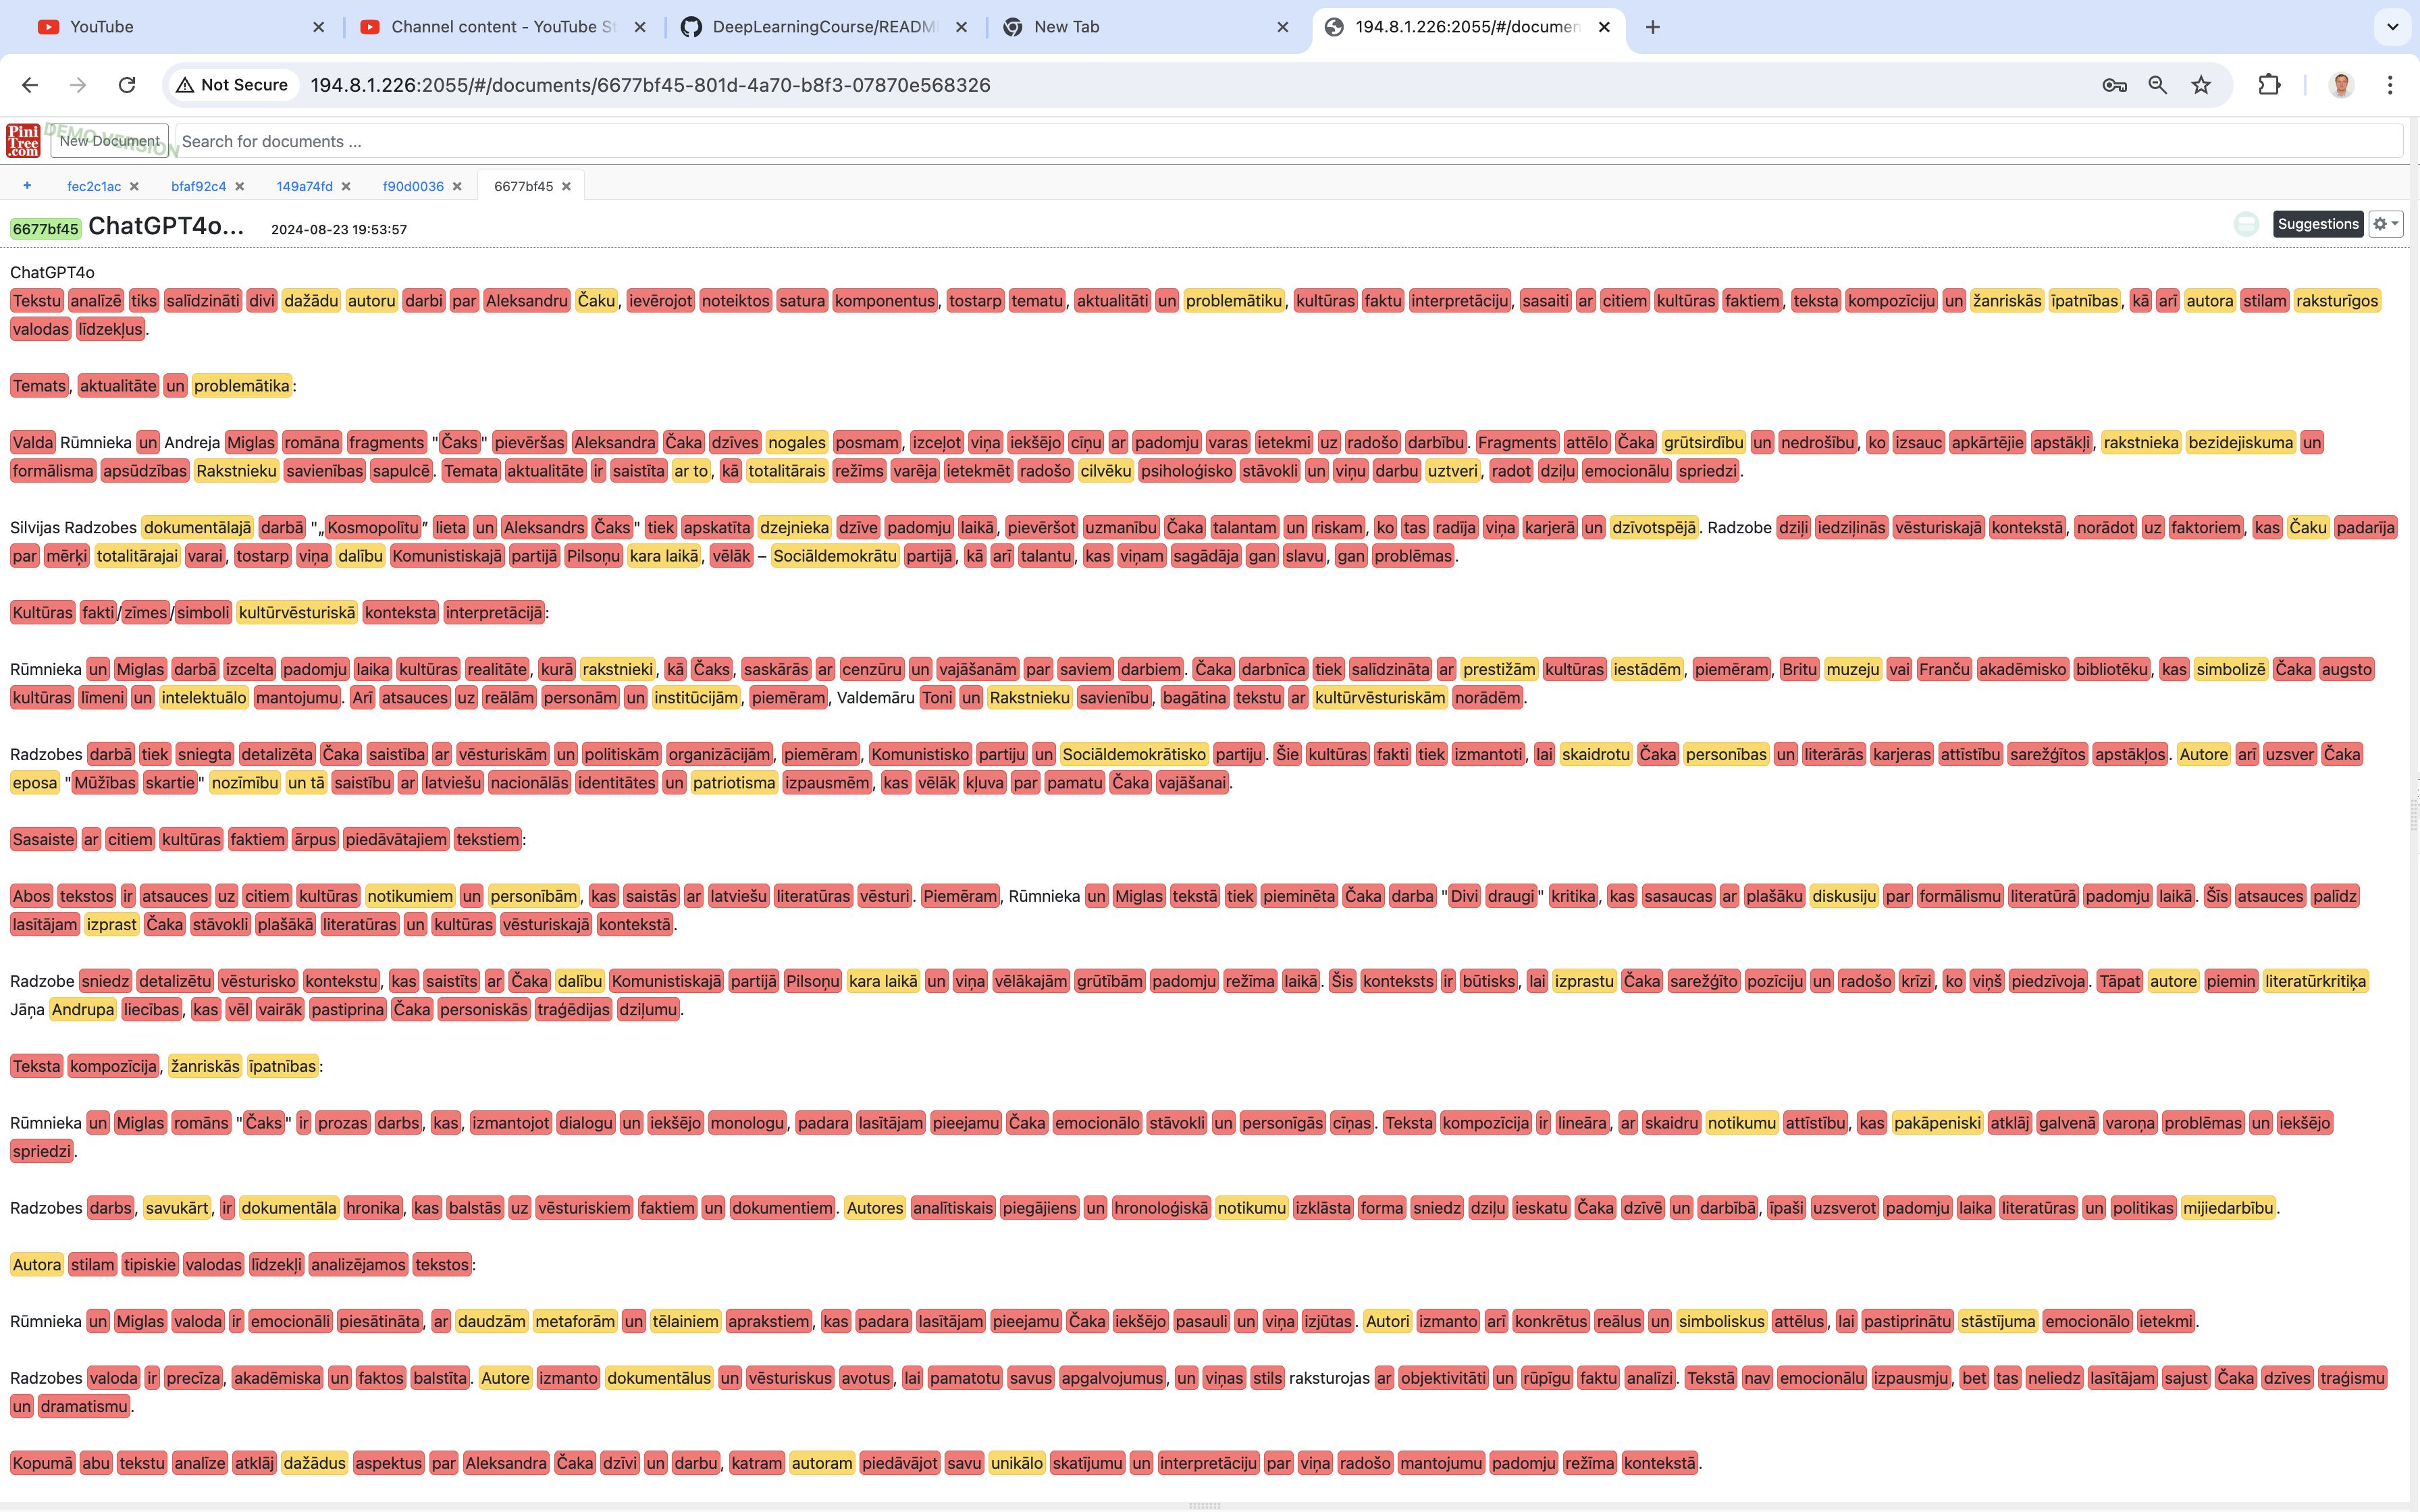 YouTube
Channel content - YouTube St
DeepLearningCourse/READM
New Tab
194.8.1.226:2055/#/documen
Not Secure
194.8.1.226:2055/#/documents/6677bf45-801d-4a70-b8f3-07870e568326
Pini Tree .com
DEMO VERSION
New Document
Search for documents ...
+ fec2c1ac bfaf92c4 149a74fd f90d0036 6677bf45
6677bf45 ChatGPT4o... 2024-08-23 19:53:57 Suggestions
ChatGPT4o
Tekstu analīzē tiks salīdzināti divi dažādu autoru darbi par Aleksandru Čaku, ievērojot noteiktos satura komponentus, tostarp tematu, aktualitāti un problemātiku, kultūras faktu interpretāciju, sasaiti ar citiem kultūras faktiem, teksta kompozīciju un žanriskās īpatnības, kā arī autora stilam raksturīgos
valodas līdzekļus.
Temats, aktualitāte un problemātika:
Valda Rūmnieka un Andreja Miglas romāna fragments "Čaks" pievēršas Aleksandra Čaka dzīves nogales posmam, izceļot viņa iekšējo cīņu ar padomju varas ietekmi uz radošo darbību. Fragments attēlo Čaka grūtsirdību un nedrošību, ko izsauc apkārtējie apstākļi, rakstnieka bezidejiskuma un
formālisma apsūdzības Rakstnieku savienības sapulcē. Temata aktualitāte ir saistīta ar to, kā totalitārais režīms varēja ietekmēt radošo cilvēku psiholoģisko stāvokli un viņu darbu uztveri, radot dziļu emocionālu spriedzi.
Silvijas Radzobes dokumentālajā darbā "„Kosmopolītu” lieta un Aleksandrs Čaks" tiek apskatīta dzejnieka dzīve padomju laikā, pievēršot uzmanību Čaka talantam un riskam, ko tas radīja viņa karjerā un dzīvotspējā. Radzobe dziļi iedziļinās vēsturiskajā kontekstā, norādot uz faktoriem, kas Čaku padarīja
par mērķi totalitārajai varai, tostarp viņa dalību Komunistiskajā partijā Pilsoņu kara laikā, vēlāk – Sociāldemokrātu partijā, kā arī talantu, kas viņam sagādāja gan slavu, gan problēmas.
Kultūras fakti/zīmes/simboli kultūrvēsturiskā konteksta interpretācijā:
Rūmnieka un Miglas darbā izcelta padomju laika kultūras realitāte, kurā rakstnieki, kā Čaks, saskārās ar cenzūru un vajāšanām par saviem darbiem. Čaka darbnīca tiek salīdzināta ar prestižām kultūras iestādēm, piemēram, Britu muzeju vai Franču akadēmisko bibliotēku, kas simbolizē Čaka augsto
kultūras līmeni un intelektuālo mantojumu. Arī atsauces uz reālām personām un institūcijām, piemēram, Valdemāru Toni un Rakstnieku savienību, bagātina tekstu ar kultūrvēsturiskām norādēm.
Radzobes darbā tiek sniegta detalizēta Čaka saistība ar vēsturiskām un politiskām organizācijām, piemēram, Komunistisko partiju un Sociāldemokrātisko partiju. Šie kultūras fakti tiek izmantoti, lai skaidrotu Čaka personības un literārās karjeras attīstību sarežģītos apstākļos. Autore arī uzsver Čaka
eposa "Mūžības skartie" nozīmību un tā saistību ar latviešu nacionālās identitātes un patriotisma izpausmēm, kas vēlāk kļuva par pamatu Čaka vajāšanai.
Sasaiste ar citiem kultūras faktiem ārpus piedāvātajiem tekstiem:
Abos tekstos ir atsauces uz citiem kultūras notikumiem un personībām, kas saistās ar latviešu literatūras vēsturi. Piemēram, Rūmnieka un Miglas tekstā tiek pieminēta Čaka darba "Divi draugi" kritika, kas sasaucas ar plašāku diskusiju par formālismu literatūrā padomju laikā. Šīs atsauces palīdz
lasītājam izprast Čaka stāvokli plašākā literatūras un kultūras vēsturiskajā kontekstā.
Radzobe sniedz detalizētu vēsturisko kontekstu, kas saistīts ar Čaka dalību Komunistiskajā partijā Pilsoņu kara laikā un viņa vēlākajām grūtībām padomju režīma laikā. Šis konteksts ir būtisks, lai izprastu Čaka sarežģīto pozīciju un radošo krīzi, ko viņš piedzīvoja. Tāpat autore piemin literatūrkritiķa
Jāņa Andrupa liecības, kas vēl vairāk pastiprina Čaka personiskās traģēdijas dziļumu.
Teksta kompozīcija, žanriskās īpatnības:
Rūmnieka un Miglas romāns "Čaks" ir prozas darbs, kas, izmantojot dialogu un iekšējo monologu, padara lasītājam pieejamu Čaka emocionālo stāvokli un personīgās cīņas. Teksta kompozīcija ir lineāra, ar skaidru notikumu attīstību, kas pakāpeniski atklāj galvenā varoņa problēmas un iekšējo
spriedzi.
Radzobes darbs, savukārt, ir dokumentāla hronika, kas balstās uz vēsturiskiem faktiem un dokumentiem. Autores analītiskais piegājiens un hronoloģiskā notikumu izklāsta forma sniedz dziļu ieskatu Čaka dzīvē un darbībā, īpaši uzsverot padomju laika literatūras un politikas mijiedarbību.
Autora stilam tipiskie valodas līdzekļi analizējamos tekstos:
Rūmnieka un Miglas valoda ir emocionāli piesātināta, ar daudzām metaforām un tēlainiem aprakstiem, kas padara lasītājam pieejamu Čaka iekšējo pasauli un viņa izjūtas. Autori izmanto arī konkrētus reālus un simboliskus attēlus, lai pastiprinātu stāstījuma emocionālo ietekmi.
Radzobes valoda ir precīza, akadēmiska un faktos balstīta. Autore izmanto dokumentālus un vēsturiskus avotus, lai pamatotu savus apgalvojumus, un viņas stils raksturojas ar objektivitāti un rūpīgu faktu analīzi. Tekstā nav emocionālu izpausmju, bet tas neliedz lasītājam sajust Čaka dzīves traģismu
un dramatismu.
Kopumā abu tekstu analīze atklāj dažādus aspektus par Aleksandra Čaka dzīvi un darbu, katram autoram piedāvājot savu unikālo skatījumu un interpretāciju par viņa radošo mantojumu padomju režīma kontekstā.